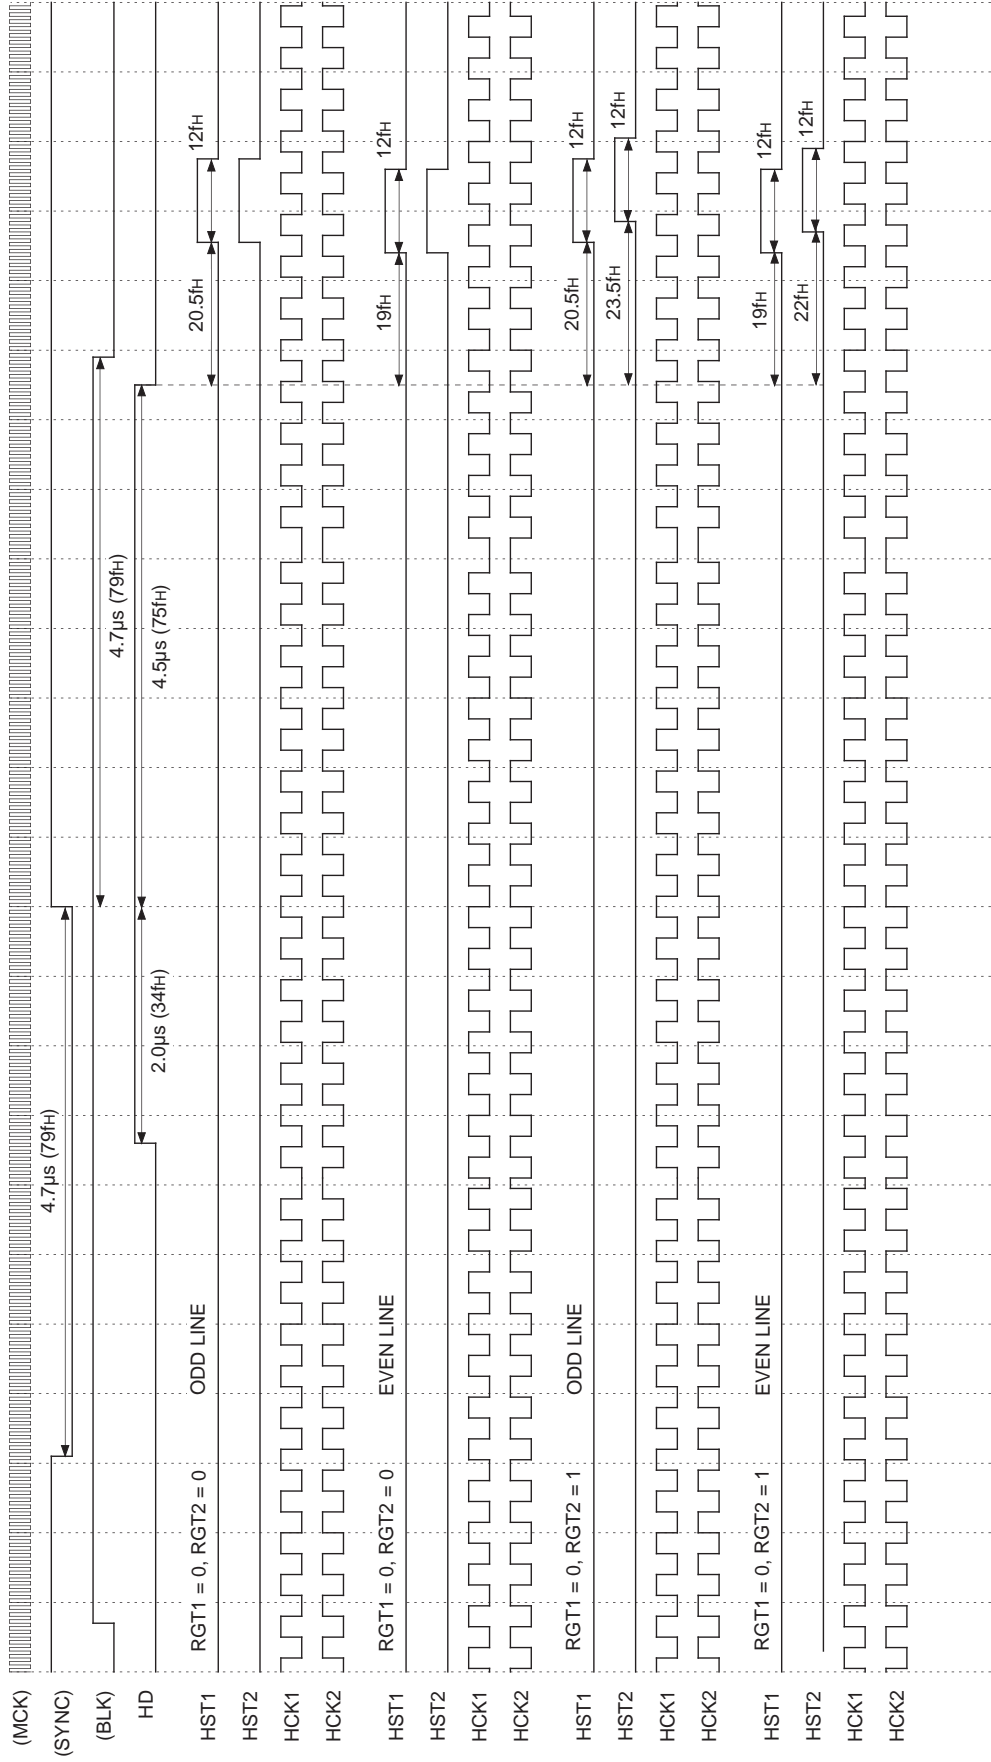 (MCK)
(SYNC)
4.7µs (79fH)
(BLK)
4.7µs (79fH)
HD
2.0µs (34fH)
4.5µs (75fH)
RGT1 = 0, RGT2 = 0
ODD LINE
HST1
20.5fH
12fH
HST2
HCK1
HCK2
RGT1 = 0, RGT2 = 0
EVEN LINE
HST1
19fH
12fH
HST2
HCK1
HCK2
RGT1 = 0, RGT2 = 1
ODD LINE
HST1
20.5fH
12fH
HST2
23.5fH
12fH
HCK1
HCK2
RGT1 = 0, RGT2 = 1
EVEN LINE
HST1
19fH
12fH
HST2
22fH
12fH
HCK1
HCK2